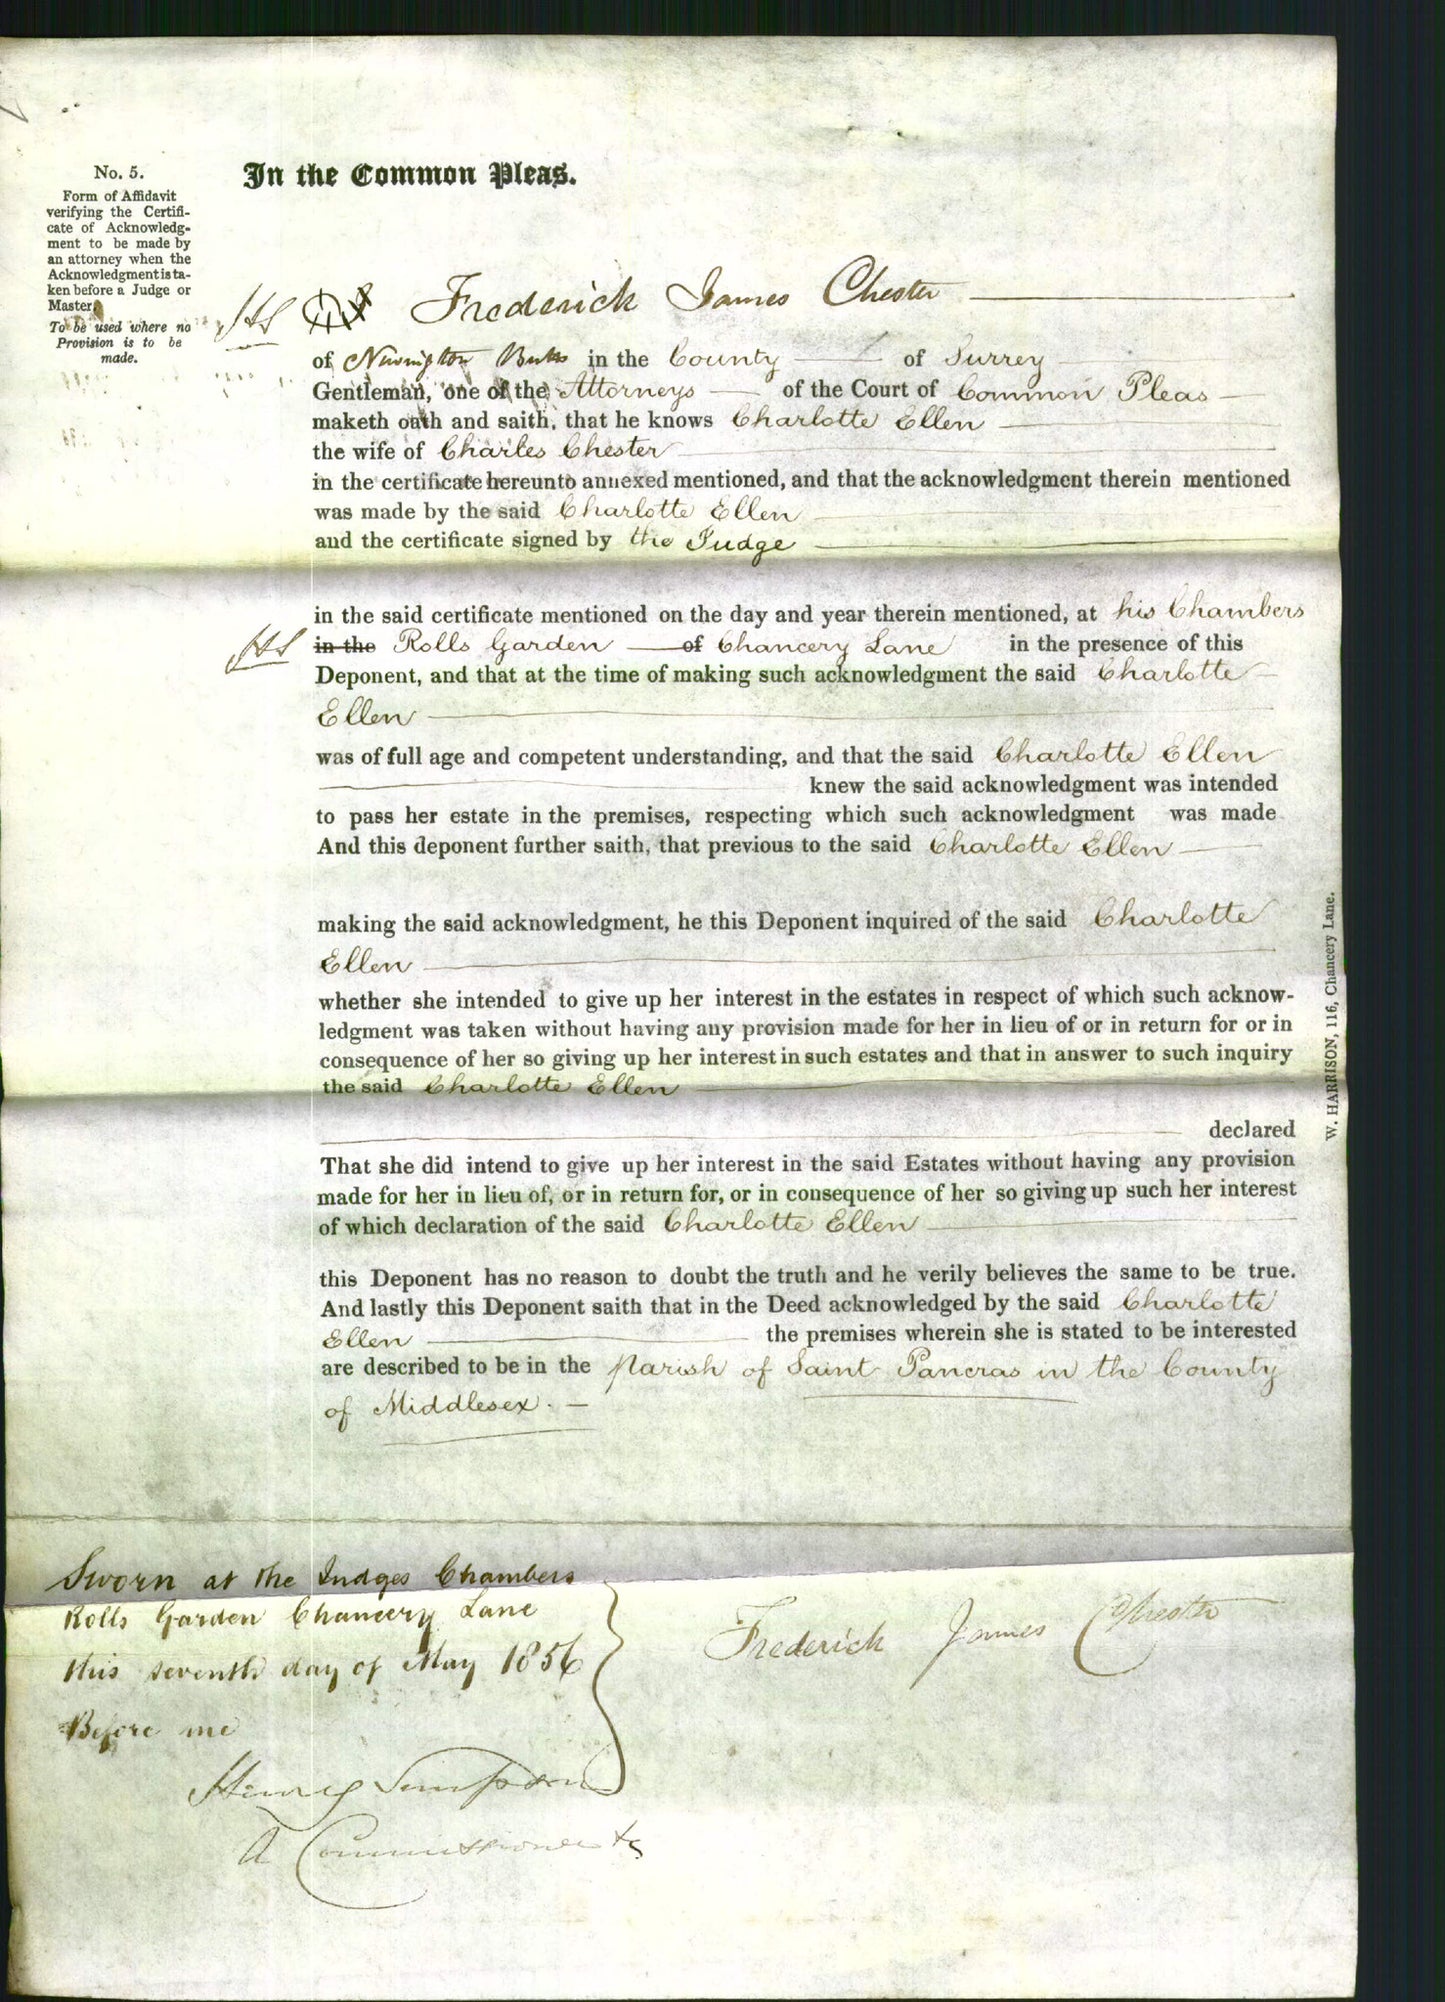 In the Common Pleas.
No. 5.
Form of Affidavit
verifying the Certifi-
cate of Acknowledg-
ment to be made by
an attorney when the
Acknowledgment is ta-
ken before a Judge or
Master.
To be used where no
Provision is to be
made.
HS Frederick James Chester
of Newington Butts in the County of Surrey
Gentleman, one of the Attorneys of the Court of Common Pleas
maketh oath and saith, that he knows Charlotte Ellen
the wife of Charles Chester
in the certificate hereunto annexed mentioned, and that the acknowledgment therein mentioned
was made by the said Charlotte Ellen
and the certificate signed by the Judge
in the said certificate mentioned on the day and year therein mentioned, at his Chambers
HS in the Rolls Garden of Chancery Lane in the presence of this
Deponent, and that at the time of making such acknowledgment the said Charlotte
Ellen
was of full age and competent understanding, and that the said Charlotte Ellen
knew the said acknowledgment was intended
to pass her estate in the premises, respecting which such acknowledgment was made
And this deponent further saith, that previous to the said Charlotte Ellen
making the said acknowledgment, he this Deponent inquired of the said Charlotte
Ellen
whether she intended to give up her interest in the estates in respect of which such acknow-
ledgment was taken without having any provision made for her in lieu of or in return for or in
consequence of her so giving up her interest in such estates and that in answer to such inquiry
the said Charlotte Ellen
declared
That she did intend to give up her interest in the said Estates without having any provision
made for her in lieu of, or in return for, or in consequence of her so giving up such her interest
of which declaration of the said Charlotte Ellen
this Deponent has no reason to doubt the truth and he verily believes the same to be true.
And lastly this Deponent saith that in the Deed acknowledged by the said Charlotte
Ellen the premises wherein she is stated to be interested
are described to be in the Parish of Saint Pancras in the County
of Middlesex. —
W. HARRISON, 116, Chancery Lane.
Sworn at the Judges Chambers
Rolls Garden Chancery Lane
this seventh day of May 1856
Before me
Frederick James Chester
Henry Simpson
A Commissioner &c